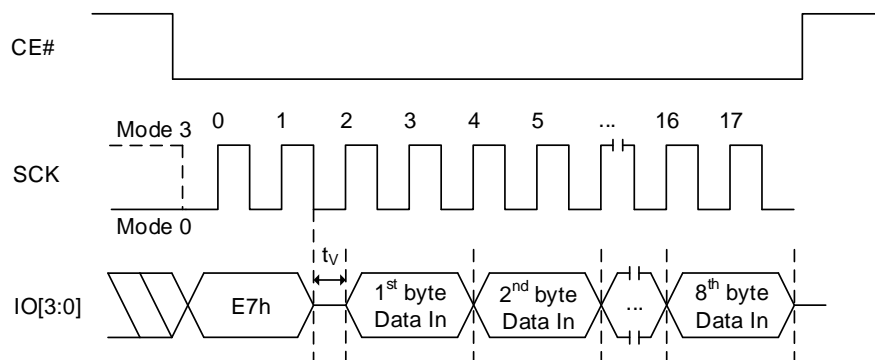 CE#
0 1 2 3 4 5 ... 16 17
Mode 3
SCK
Mode 0
tV
IO[3:0] E7h 1st byte Data In 2nd byte Data In ... 8th byte Data In